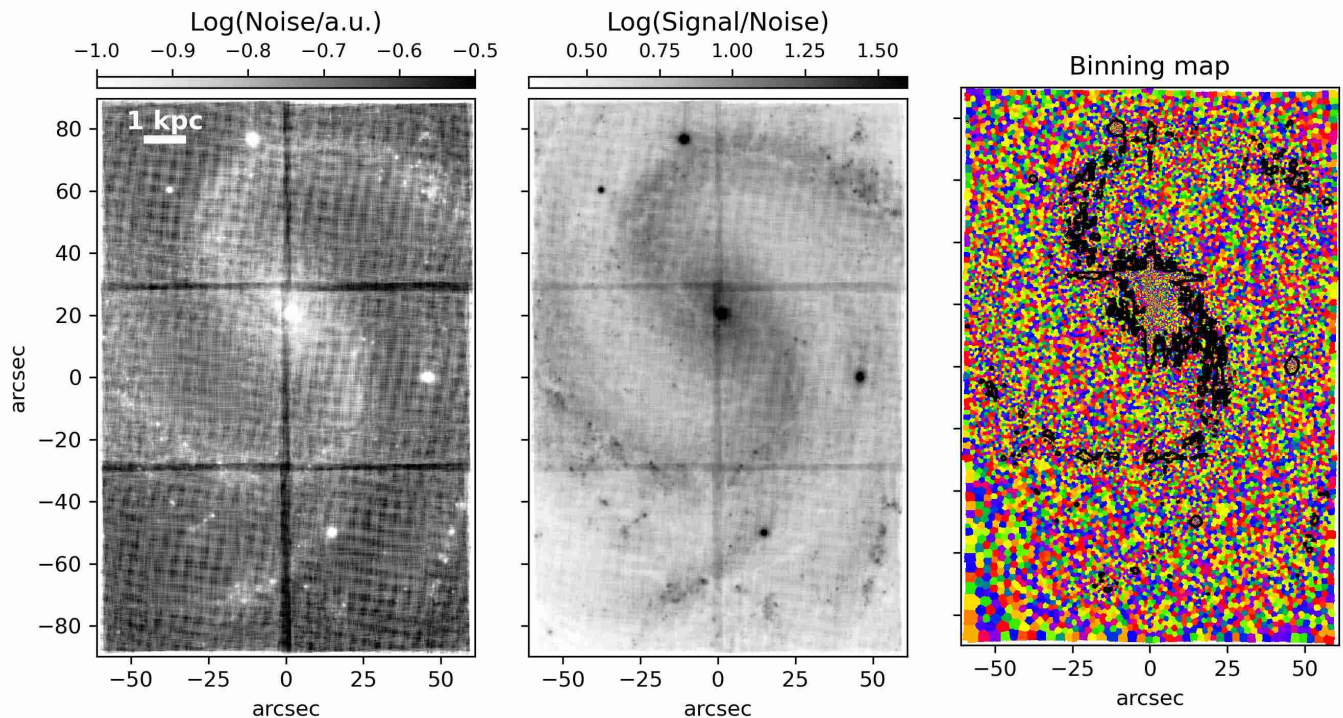 Log(Noise/a.u.)
−1.0 −0.9 −0.8 −0.7 −0.6 −0.5
1 kpc
80
60
40
20
0
−20
−40
−60
−80
arcsec
−50 −25 0 25 50
arcsec
Log(Signal/Noise)
0.50 0.75 1.00 1.25 1.50
−50 −25 0 25 50
arcsec
Binning map
−50 −25 0 25 50
arcsec